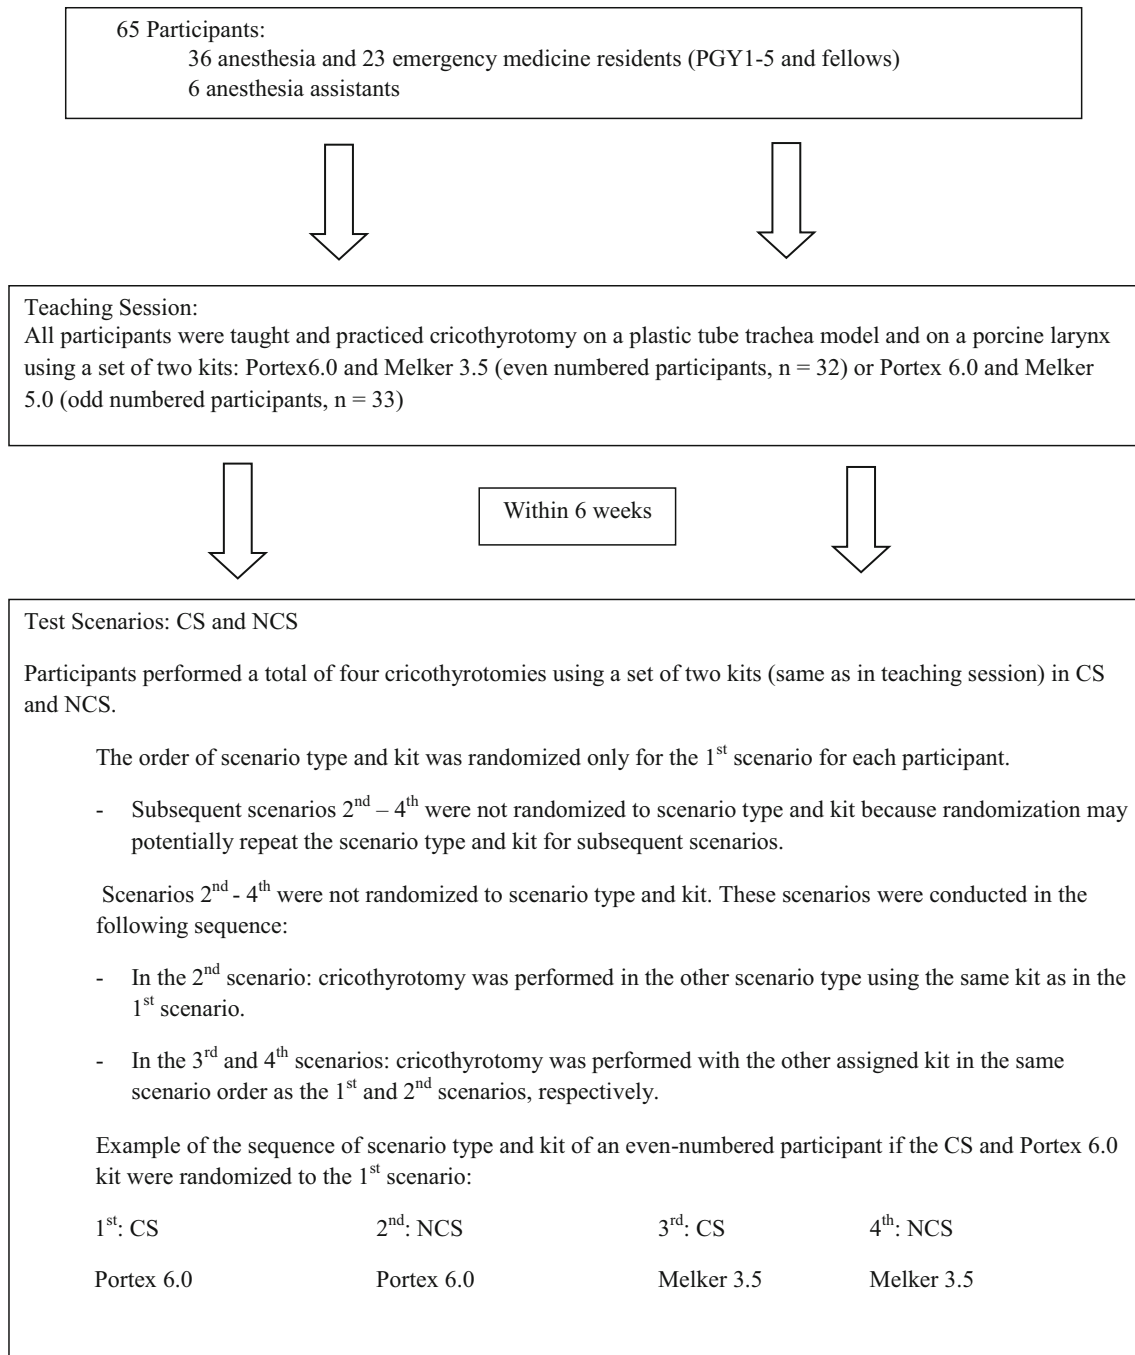 65 Participants:
36 anesthesia and 23 emergency medicine residents (PGY1-5 and fellows)
6 anesthesia assistants
Teaching Session:
All participants were taught and practiced cricothyrotomy on a plastic tube trachea model and on a porcine larynx
using a set of two kits: Portex6.0 and Melker 3.5 (even numbered participants, n = 32) or Portex 6.0 and Melker
5.0 (odd numbered participants, n = 33)
Within 6 weeks
Test Scenarios: CS and NCS
Participants performed a total of four cricothyrotomies using a set of two kits (same as in teaching session) in CS
and NCS.
The order of scenario type and kit was randomized only for the 1st scenario for each participant.
- Subsequent scenarios 2nd – 4th were not randomized to scenario type and kit because randomization may
potentially repeat the scenario type and kit for subsequent scenarios.
Scenarios 2nd - 4th were not randomized to scenario type and kit. These scenarios were conducted in the
following sequence:
- In the 2nd scenario: cricothyrotomy was performed in the other scenario type using the same kit as in the
1st scenario.
- In the 3rd and 4th scenarios: cricothyrotomy was performed with the other assigned kit in the same
scenario order as the 1st and 2nd scenarios, respectively.
Example of the sequence of scenario type and kit of an even-numbered participant if the CS and Portex 6.0
kit were randomized to the 1st scenario:
1st: CS 2nd: NCS 3rd: CS 4th: NCS
Portex 6.0 Portex 6.0 Melker 3.5 Melker 3.5